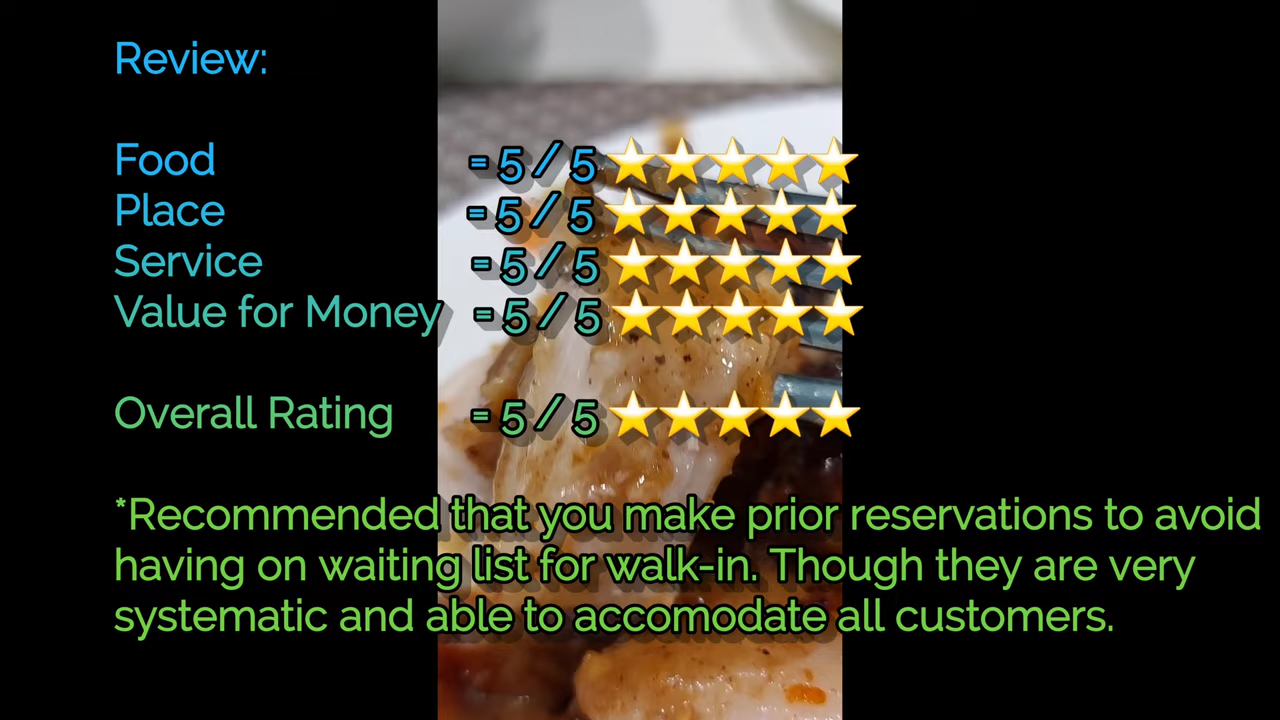 Review:
Food = 5 / 5 ⭐⭐⭐⭐⭐
Place = 5 / 5 ⭐⭐⭐⭐⭐
Service = 5 / 5 ⭐⭐⭐⭐⭐
Value for Money = 5 / 5 ⭐⭐⭐⭐⭐
Overall Rating = 5 / 5 ⭐⭐⭐⭐⭐
*Recommended that you make prior reservations to avoid
having on waiting list for walk-in. Though they are very
systematic and able to accomodate all customers.